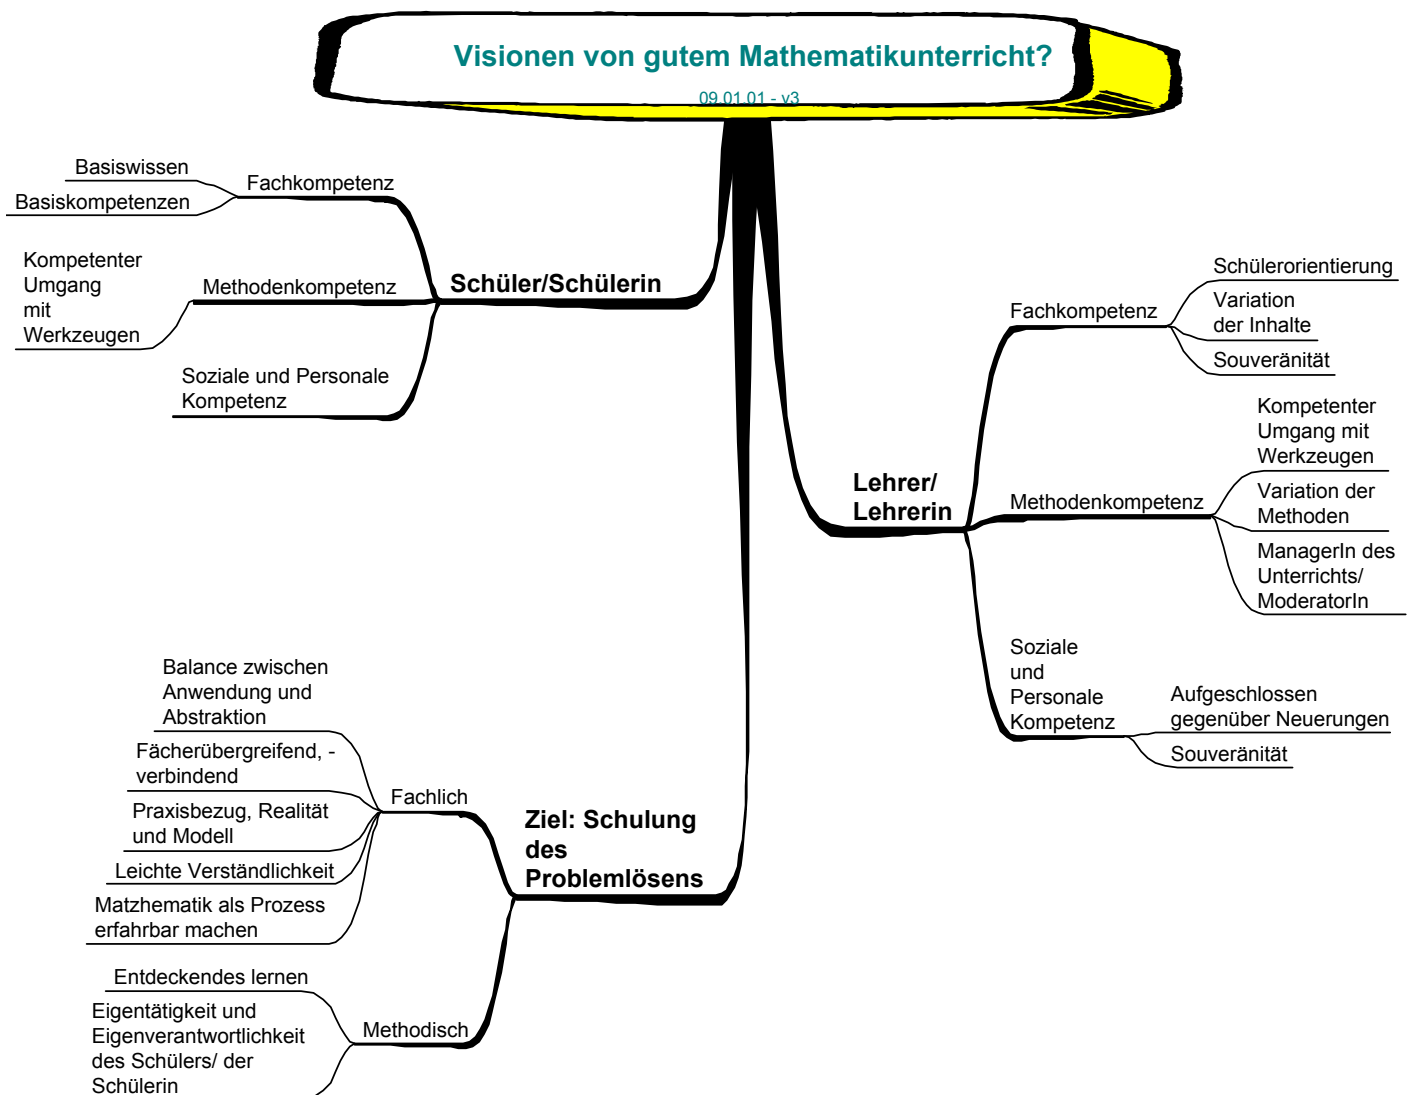 Visionen von gutem Mathematikunterricht?
09.01.01 - v3
Basiswissen
Basiskompetenzen
Fachkompetenz
Kompetenter
Umgang
mit
Werkzeugen
Methodenkompetenz
Soziale und Personale
Kompetenz
Schüler/Schülerin
Lehrer/
Lehrerin
Fachkompetenz
Schülerorientierung
Variation
der Inhalte
Souveränität
Methodenkompetenz
Kompetenter
Umgang mit
Werkzeugen
Variation der
Methoden
ManagerIn des
Unterrichts/
ModeratorIn
Soziale
und
Personale
Kompetenz
Aufgeschlossen
gegenüber Neuerungen
Souveränität
Ziel: Schulung
des
Problemlösens
Fachlich
Balance zwischen
Anwendung und
Abstraktion
Fächerübergreifend, -
verbindend
Praxisbezug, Realität
und Modell
Leichte Verständlichkeit
Matzhematik als Prozess
erfahrbar machen
Methodisch
Entdeckendes lernen
Eigentätigkeit und
Eigenverantwortlichkeit
des Schülers/ der
Schülerin